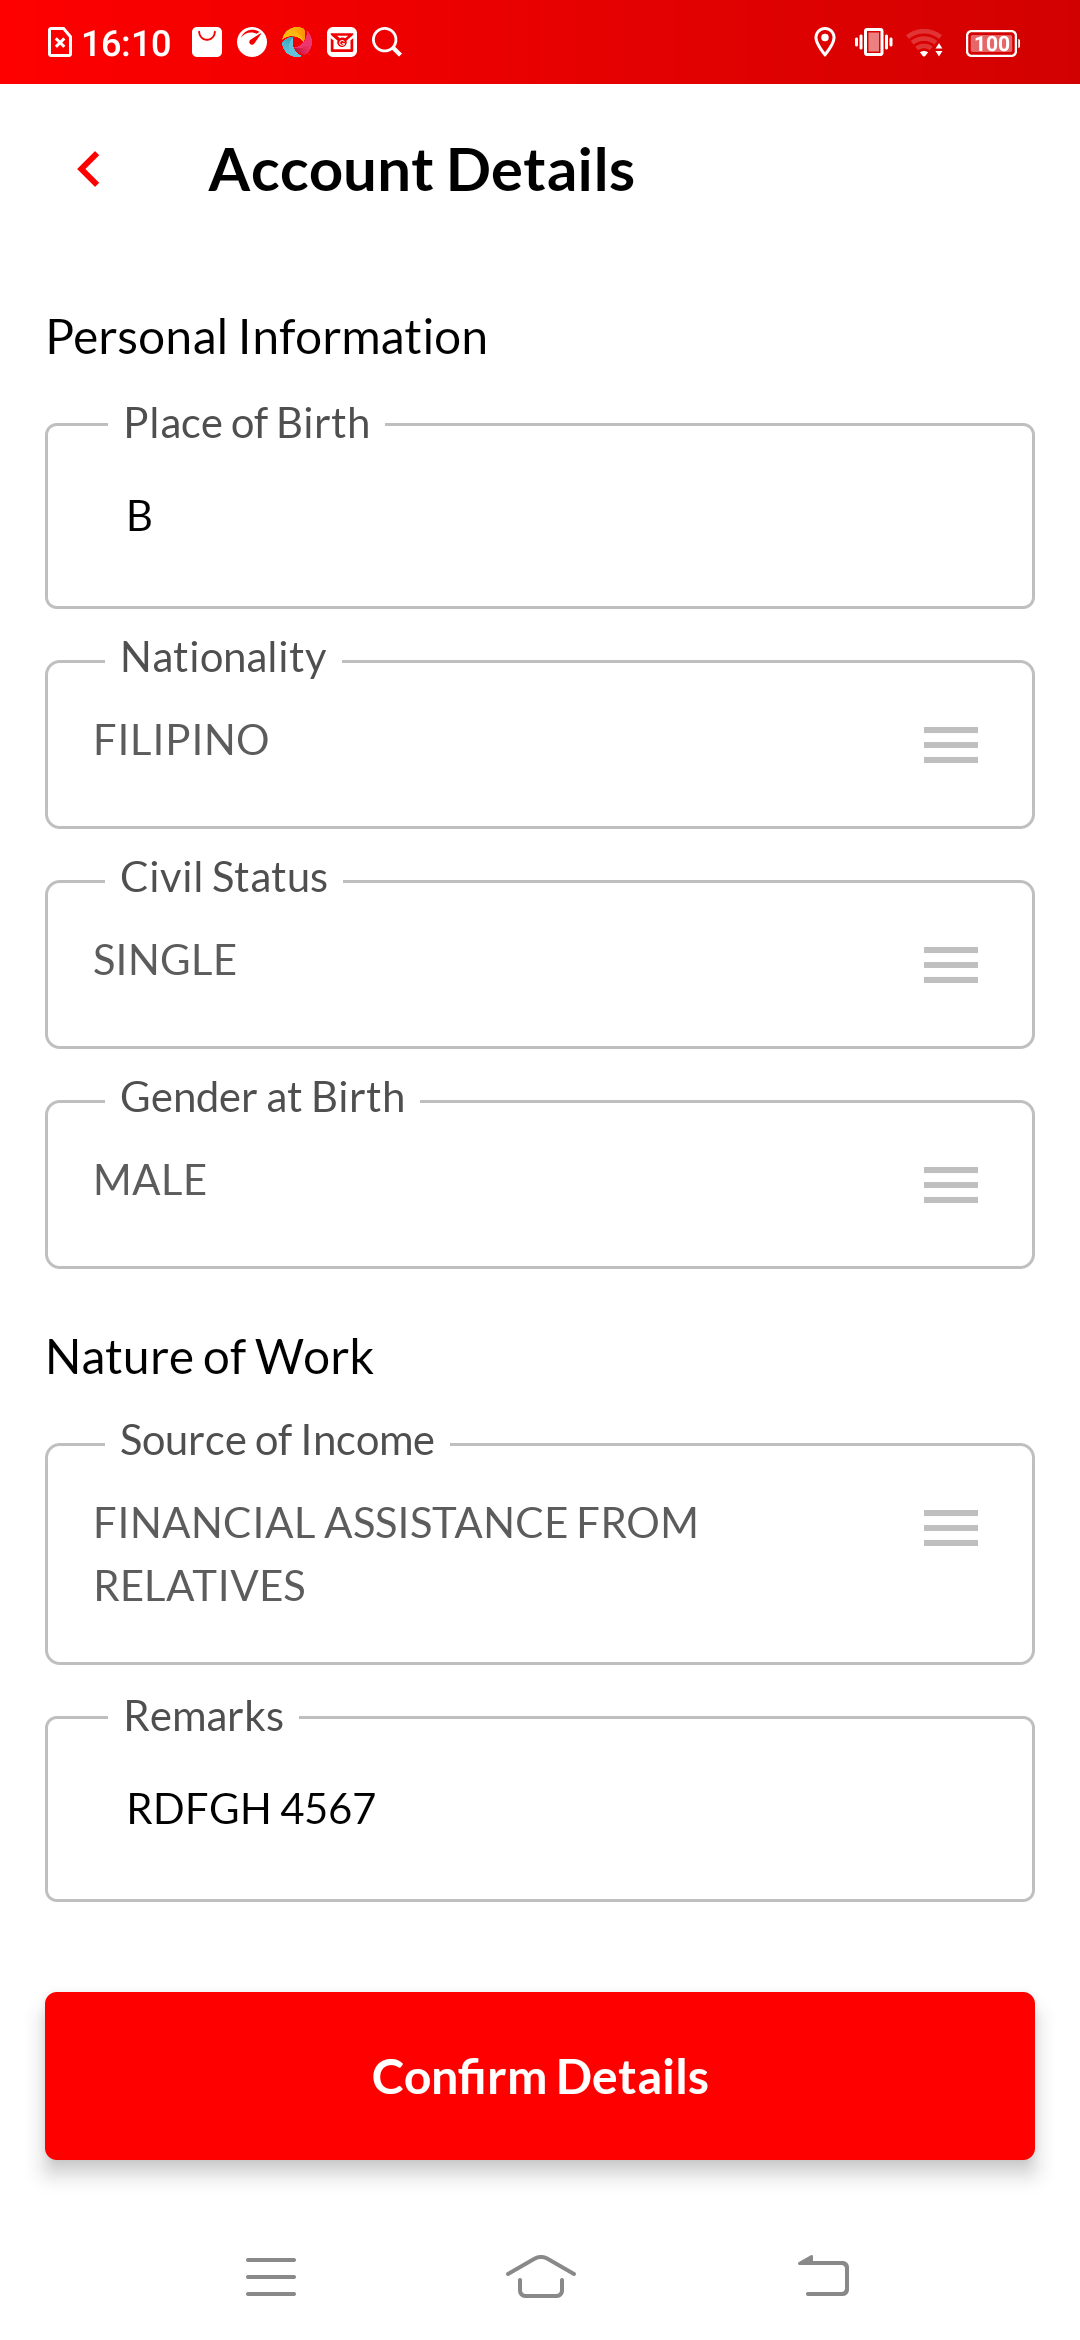 16:10
100
Account Details
Personal Information
Place of Birth
B
Nationality
FILIPINO
Civil Status
SINGLE
Gender at Birth
MALE
Nature of Work
Source of Income
FINANCIAL ASSISTANCE FROM
RELATIVES
Remarks
RDFGH 4567
Confirm Details